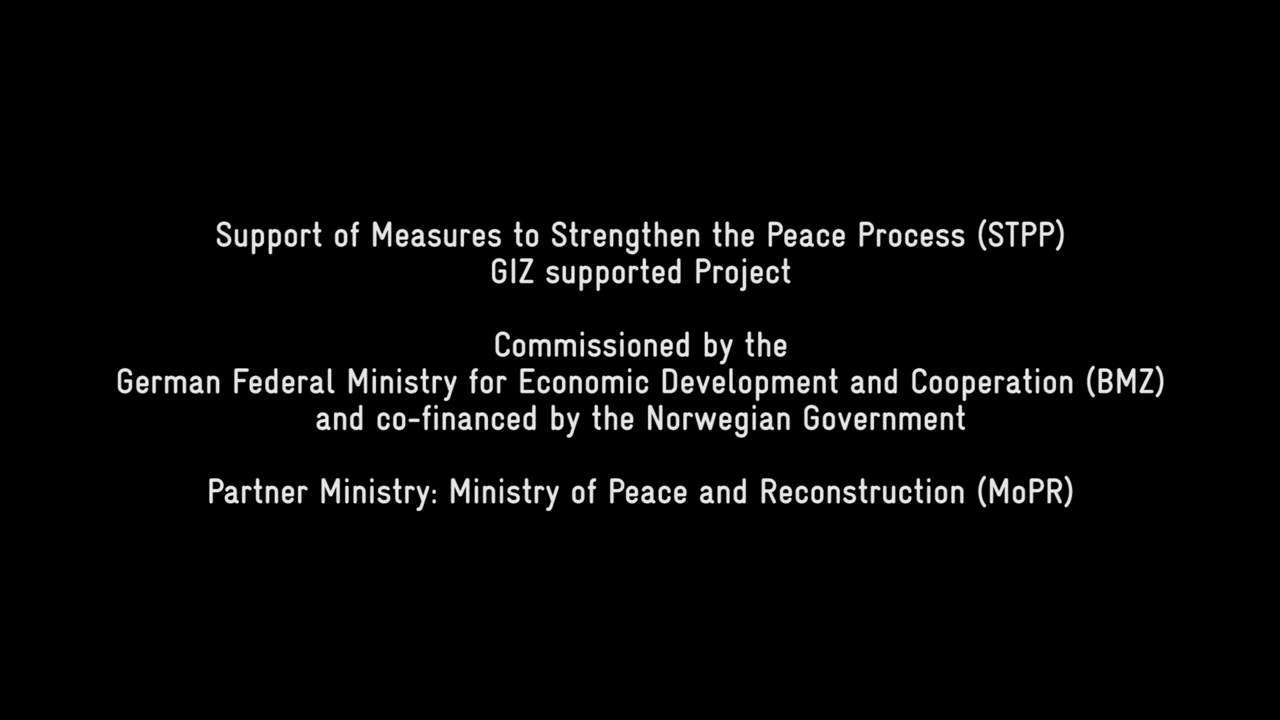 Support of Measures to Strengthen the Peace Process (STPP)
GIZ supported Project
Commissioned by the
German Federal Ministry for Economic Development and Cooperation (BMZ)
and co-financed by the Norwegian Government
Partner Ministry: Ministry of Peace and Reconstruction (MoPR)